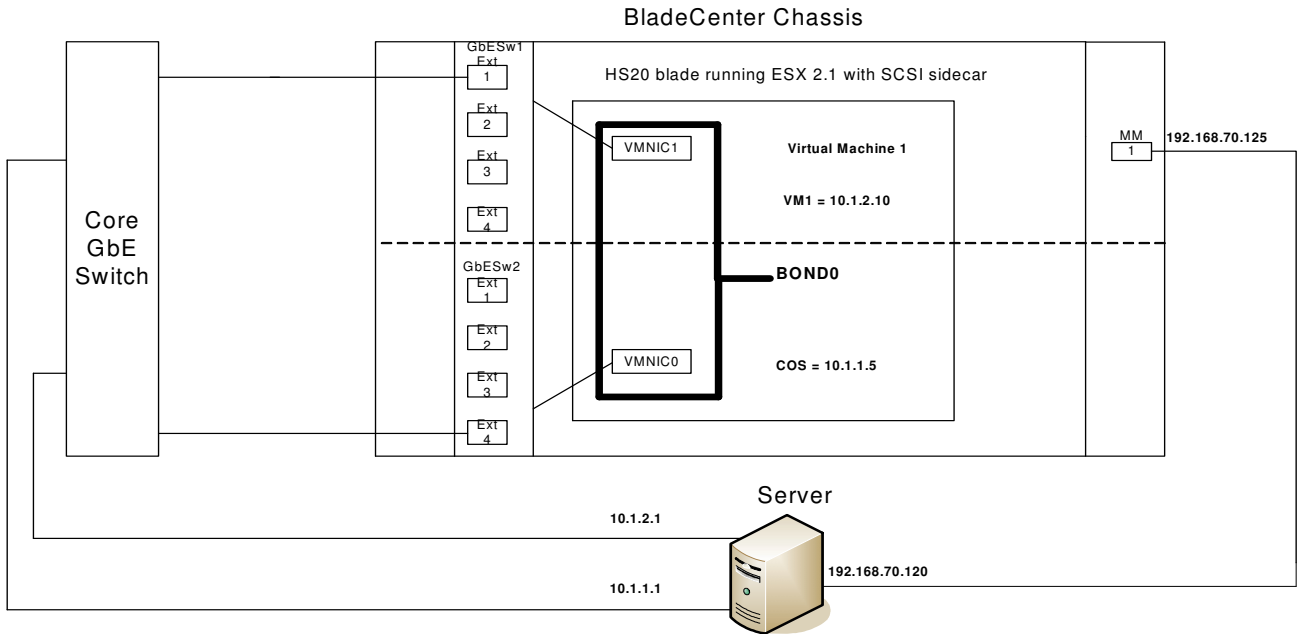 BladeCenter Chassis
GbESw1
Ext
1
Ext
2
Ext
3
Ext
4
HS20 blade running ESX 2.1 with SCSI sidecar
VMNIC1
Virtual Machine 1
VM1 = 10.1.2.10
MM
1
192.168.70.125
Core
GbE
Switch
GbESw2
Ext
1
Ext
2
Ext
3
Ext
4
BOND0
VMNIC0
COS = 10.1.1.5
Server
10.1.2.1
10.1.1.1
192.168.70.120